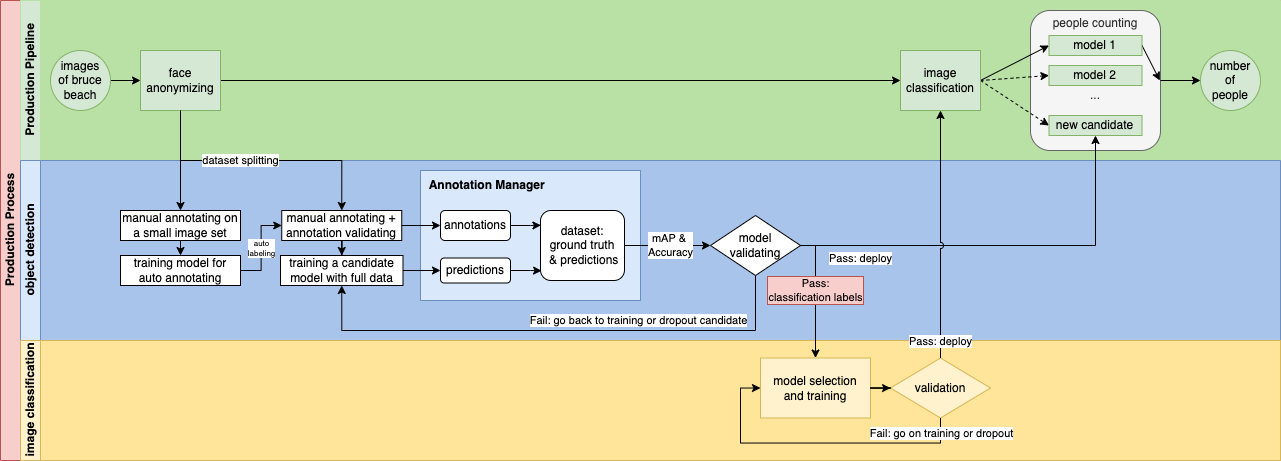 Production Process
Production Pipeline
images
of bruce
beach
face
anonymizing
image
classification
people counting
model 1
model 2
...
new candidate
number
of
people
dataset splitting
object detection
manual annotating on
a small image set
training model for
auto annotating
auto
labeling
manual annotating +
annotation validating
training a candidate
model with full data
Annotation Manager
annotations
predictions
dataset:
ground truth
& predictions
mAP &
Accuracy
model
validating
Pass: deploy
Pass:
classification labels
Fail: go back to training or dropout candidate
image classification
model selection
and training
validation
Pass: deploy
Fail: go on training or dropout